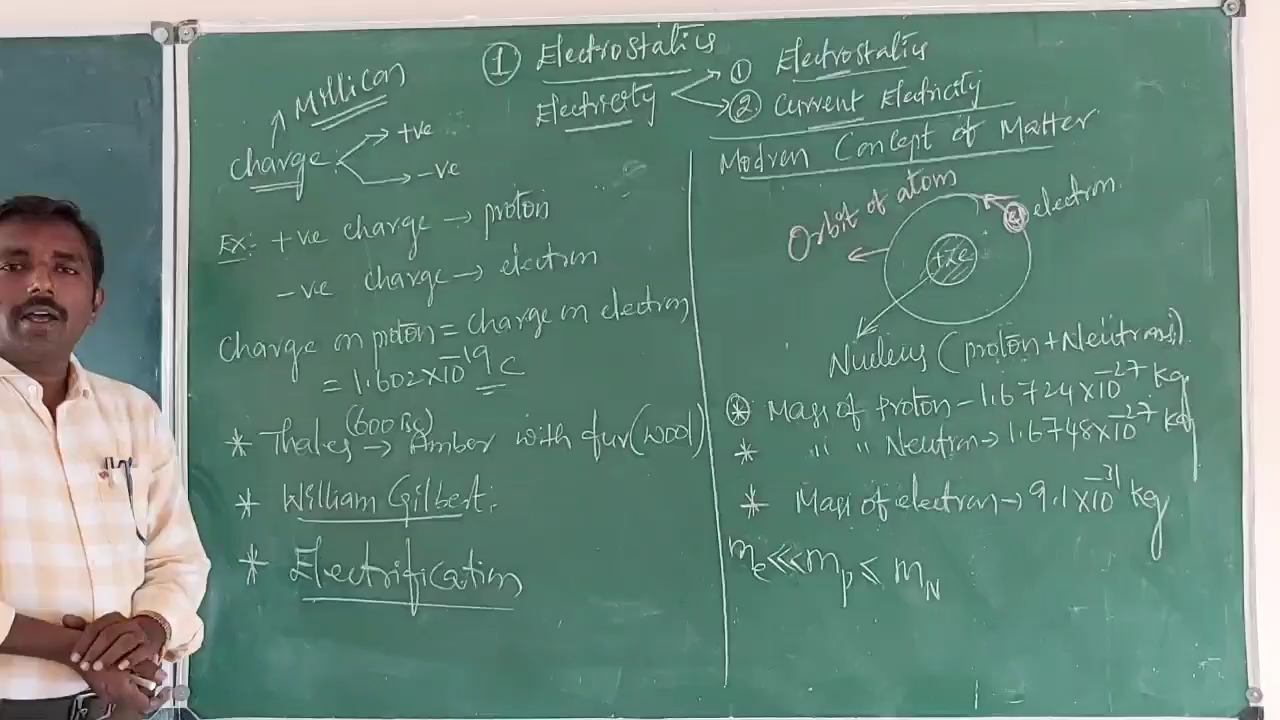 ① Electrostatics
Electricity
① Electrostatics
② Current Electricity
Millicon
Charge:
+ve
-ve
Ex: +ve charge → proton
-ve charge → electron
Charge on proton = Charge on electron
= 1.602×10⁻¹⁹ C
* Thales (600 BC) → Amber with fur (wool)
* William Gilbert:
* Electrification
Modren Concept of Matter
Orbit of atom
electron
+ve
Nucleus (proton + Neutrons)
* Mass of proton - 1.6724×10⁻²⁷ kg
* " " Neutron → 1.6748×10⁻²⁷ kg
* Mass of electron → 9.1×10⁻³¹ kg
mₑ <<< mₚ < m_N